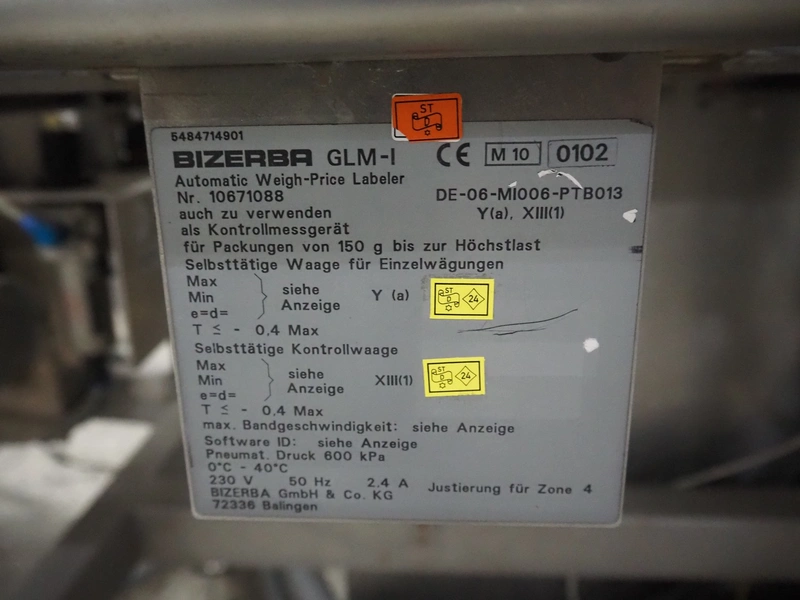 ST
D
5484714901
BIZERBA GLM-I CE M 10 0102
Automatic Weigh-Price Labeler
Nr. 10671088 DE-06-MI006-PTB013
auch zu verwenden Y(a), XIII(1)
als Kontrollmessgerät
für Packungen von 150 g bis zur Höchstlast
Selbsttätige Waage für Einzelwägungen
Max
Min
e=d=
siehe
Anzeige
Y (a)
ST
D
24
T ≤ - 0,4 Max
Selbsttätige Kontrollwaage
Max
Min
e=d=
siehe
Anzeige
XIII(1)
ST
D
24
T ≤ - 0,4 Max
max. Bandgeschwindigkeit: siehe Anzeige
Software ID: siehe Anzeige
Pneumat. Druck 600 kPa
0°C - 40°C
230 V 50 Hz 2,4 A
BIZERBA GmbH & Co. KG Justierung für Zone 4
72336 Balingen